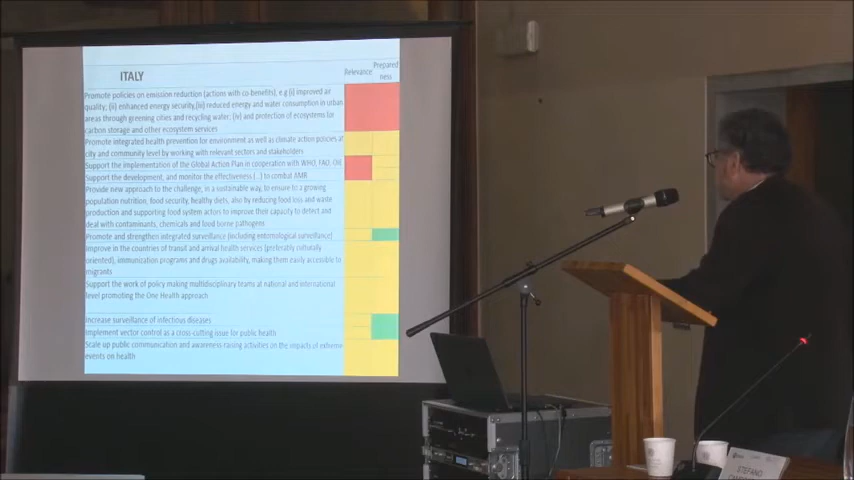 ITALY
Relevance
Prepared
ness
Promote policies on emission reduction (actions with co-benefits), e.g (i) improved air
quality; (ii) enhanced energy security,(iii) reduced energy and water consumption in urban
areas through greening cities and recycling water; (iv) and protection of ecosystems for
carbon storage and other ecosystem services
Promote integrated health prevention for environment as well as climate action policies at
city and community level by working with relevant sectors and stakeholders
Support the implementation of the Global Action Plan in cooperation with WHO, FAO, OIE
Support the development, and monitor the effectiveness (...) to conduct AMR
Provide new approach to the challenge, in a sustainable way, to ensure to a growing
population nutrition, food security, healthy diets, also by reducing food loss and waste
production and supporting food system actors to improve their capacity to detect and
deal with contaminants, chemicals and food borne pathogens
Promote and strengthen integrated surveillance (including entomological surveillance)
Improve in the countries of transit and arrival health services (preferably culturally
oriented), immunization programs and drugs availability, making them easily accessible to
migrants
Support the work of policy making multidisciplinary teams at national and international
level promoting the One Health approach
Increase surveillance of infectious diseases
Implement vector control as a cross-cutting issue for public health
Scale up public communication and awareness raising activities on the impacts of extreme
events on health
STEFANO